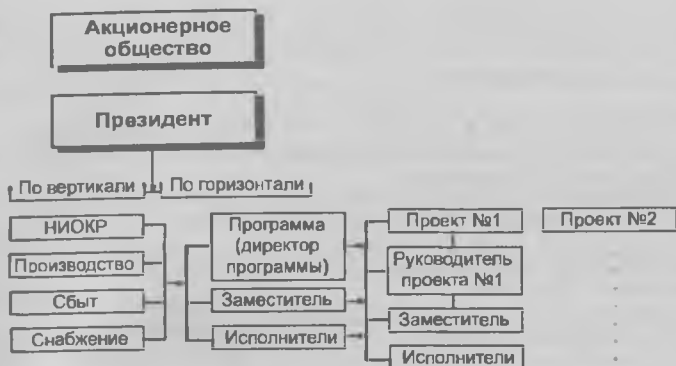 Акционерное
общество
Президент
По вертикали
По горизонтали
НИОКР
Производство
Сбыт
Снабжение
Программа
(директор
программы)
Заместитель
Исполнители
Проект №1
Руководитель
проекта №1
Заместитель
Исполнители
Проект №2